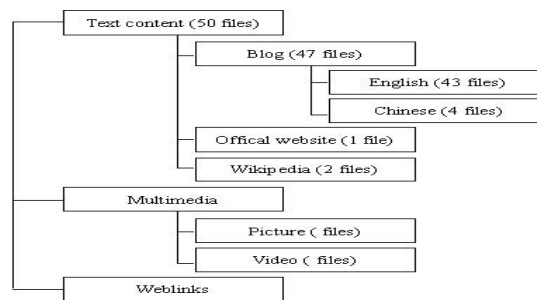 Text content (50 files)
Blog (47 files)
English (43 files)
Chinese (4 files)
Offical website (1 file)
Wikipedia (2 files)
Multimedia
Picture ( files)
Video ( files)
Weblinks